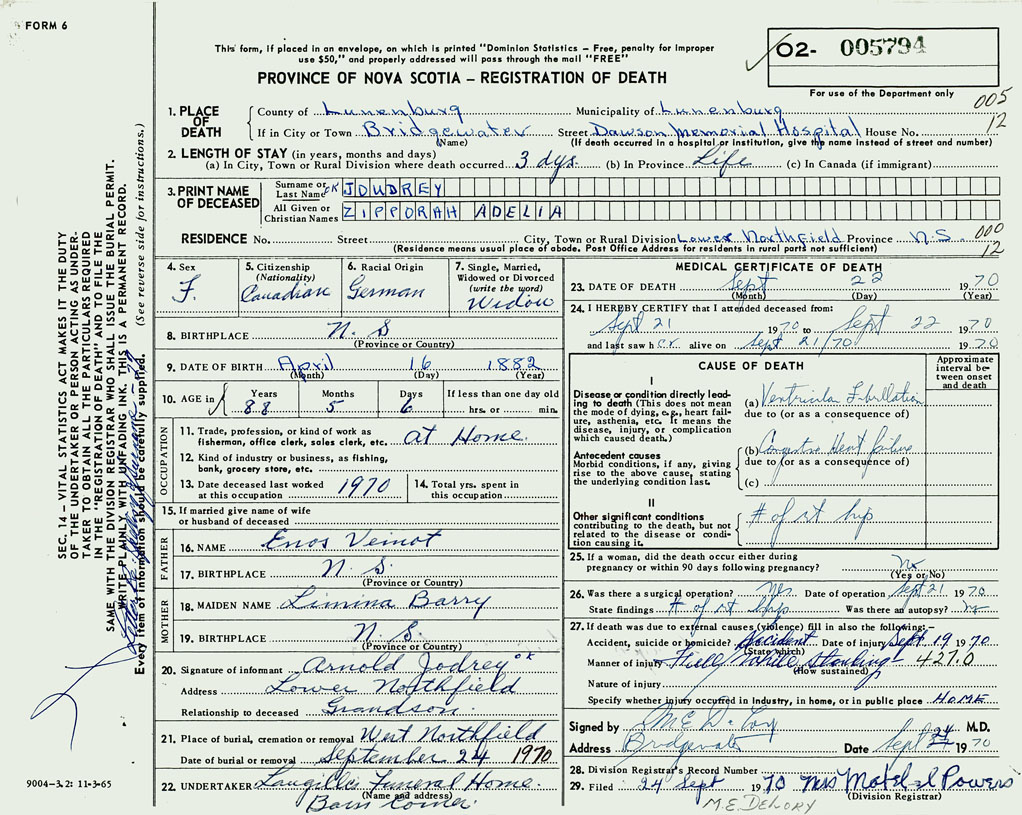 FORM 6
This form, if placed in an envelope, on which is printed "Dominion Statistics – Free, penalty for improper
use $50," and properly addressed will pass through the mail "FREE"
PROVINCE OF NOVA SCOTIA – REGISTRATION OF DEATH
02- 005794
For use of the Department only
005
12
1. PLACE OF DEATH
County of Lunenburg Municipality of Lunenburg
If in City or Town Bridgewater Street Dawson Memorial Hospital House No.
(Name) (If death occurred in a hospital or institution, give the name instead of street and number)
2. LENGTH OF STAY (in years, months and days)
(a) In City, Town or Rural Division where death occurred 3 dys. (b) In Province Life (c) In Canada (if immigrant)
3. PRINT NAME OF DECEASED
Surname or Last Name OK JOUDREY
All Given or Christian Names ZIPPORAH ADELIA
RESIDENCE No. Street City, Town or Rural Division Lower Northfield Province N.S. 000
(Residence means usual place of abode. Post Office Address for residents in rural parts not sufficient) 12
4. Sex F.
5. Citizenship (Nationality) Canadian
6. Racial Origin German
7. Single, Married, Widowed or Divorced (write the word) Widow
8. BIRTHPLACE N. S
(Province or Country)
9. DATE OF BIRTH April 16 1882
(Month) (Day) (Year)
10. AGE in Years Months Days If less than one day old
88 5 6 hrs. or min.
OCCUPATION
11. Trade, profession, or kind of work as
fisherman, office clerk, sales clerk, etc. at Home.
12. Kind of industry or business, as fishing,
bank, grocery store, etc.
13. Date deceased last worked at this occupation 1970
14. Total yrs. spent in this occupation
15. If married give name of wife
or husband of deceased
FATHER
16. NAME Enos Veinot
17. BIRTHPLACE N. S.
(Province or Country)
MOTHER
18. MAIDEN NAME Limina Barry
19. BIRTHPLACE N. S.
(Province or Country)
20. Signature of informant Arnold Jodrey OK
Address Lower Northfield
Relationship to deceased Grandson.
21. Place of burial, cremation or removal West Northfield
Date of burial or removal September 24 1970
22. UNDERTAKER Funeral Home.
(Name and address)
Corner.
MEDICAL CERTIFICATE OF DEATH
23. DATE OF DEATH Sept 22 1970
(Month) (Day) (Year)
24. I HEREBY CERTIFY that I attended deceased from:
Sept 21 1970 to Sept 22 1970
and last saw her alive on Sept 21/70 1970
CAUSE OF DEATH
Approximate interval between onset and death
I
Disease or condition directly leading to death (This does not mean
the mode of dying, e.g., heart failure, asthenia, etc. It means the
disease, injury, or complication which caused death.)
(a) Ventricular Fibrillation
due to (or as a consequence of)
Antecedent causes
Morbid conditions, if any, giving
rise to the above cause, stating
the underlying condition last.
(b) Congestive Heart failure
due to (or as a consequence of)
(c)
II
Other significant conditions
contributing to the death, but not
related to the disease or condition causing it.
# of rt hip
25. If a woman, did the death occur either during
pregnancy or within 90 days following pregnancy? No
(Yes or No)
26. Was there a surgical operation? Yes Date of operation Sept 21 1970
State findings # of rt hip Was there an autopsy? No
27. If death was due to external causes (violence) fill in also the following:–
Accident, suicide or homicide? Accident Date of injury Sept 19 1970
(State which)
Manner of injury 427.0
(How sustained)
Nature of injury
Specify whether injury occurred in industry, in home, or in public place HOME
Signed by M.D.
Address Bridgewater Date Sept 24 1970
28. Division Registrar's Record Number
29. Filed 24 Sept 1970 Mrs Powers
(Division Registrar)
M.E. DELORY
SEC. 14 – VITAL STATISTICS ACT MAKES IT THE DUTY
OF THE UNDERTAKER OR PERSON ACTING AS UNDERTAKER TO OBTAIN ALL THE PARTICULARS REQUIRED
IN THE "REGISTRATION OF DEATH" AND TO FILE THE
SAME WITH THE DIVISION REGISTRAR WHO SHALL ISSUE THE BURIAL PERMIT.
WRITE PLAINLY WITH UNFADING INK. THIS IS A PERMANENT RECORD.
Every item of information should be carefully supplied. (See reverse side for instructions.)
9004-3.2: 11-3-65